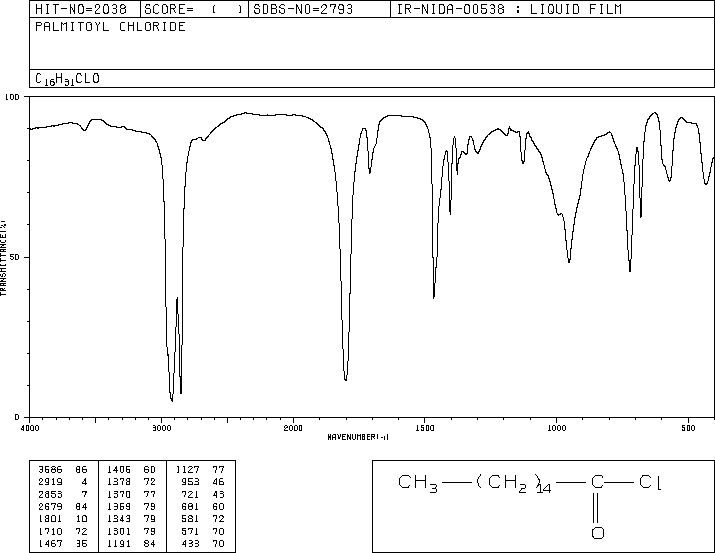 HIT-NO=2038 SCORE= ( ) SDBS-NO=2793 IR-NIDA-00538 : LIQUID FILM
PALMITOYL CHLORIDE
C16H31CLO
100
TRANSMITTANCE(%)
50
0
4000 3000 2000 1500 1000 500
WAVENUMBER(-1)
3686 86 1406 60 1127 77
2919 4 1378 72 953 46
2853 7 1370 77 721 43
2679 84 1359 79 681 60
1801 10 1343 79 581 72
1710 72 1301 79 571 70
1467 35 1191 84 433 70
CH3—(CH2)14—C—Cl
O